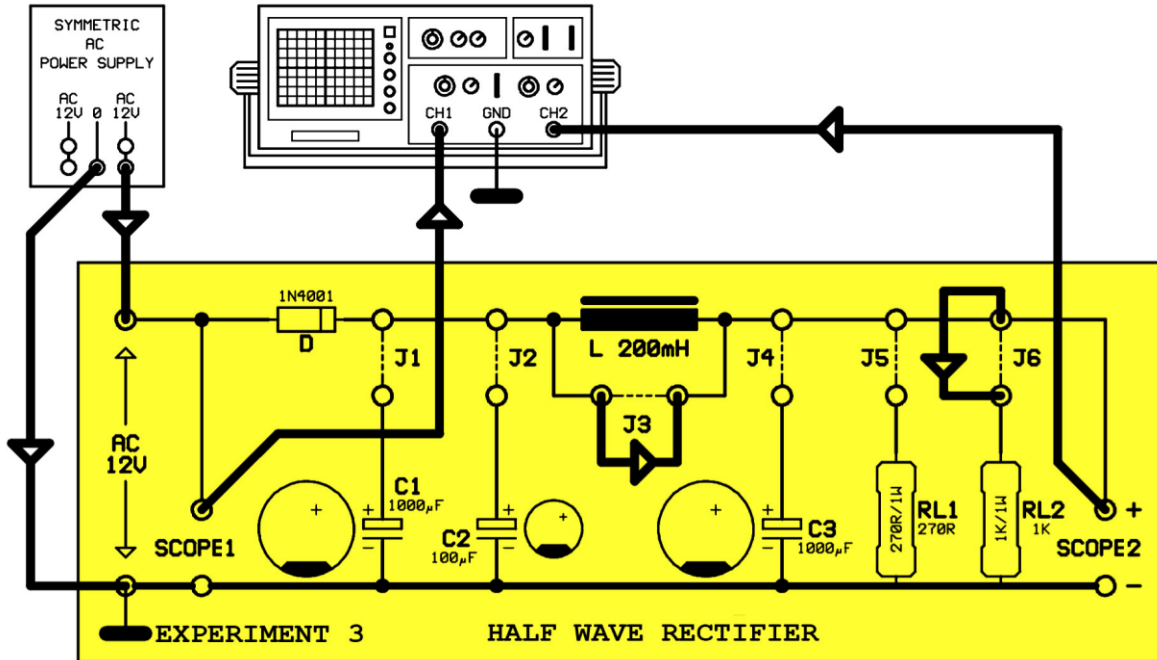 SYMMETRIC
AC
POWER SUPPLY
AC 0 AC
12V 12V
CH1 GND CH2
1N4001
D
J1
J2
L 200mH
J3
J4
J5
J6
AC
12V
SCOPE1
+
+
C1
1000µF
-
+
C2
100µF
-
+
+
+
C3
1000µF
-
270R/1W
RL1
270R
1K/1W
RL2
1K
+
SCOPE2
-
EXPERIMENT 3
HALF WAVE RECTIFIER